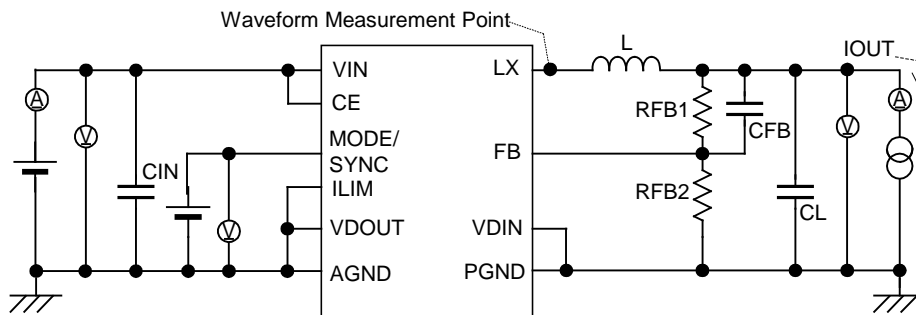 Waveform Measurement Point
L
IOUT
VIN
LX
A
A
CE
RFB1
V
V
CFB
MODE/
SYNC
FB
CIN
ILIM
RFB2
CL
V
VDOUT
VDIN
AGND
PGND